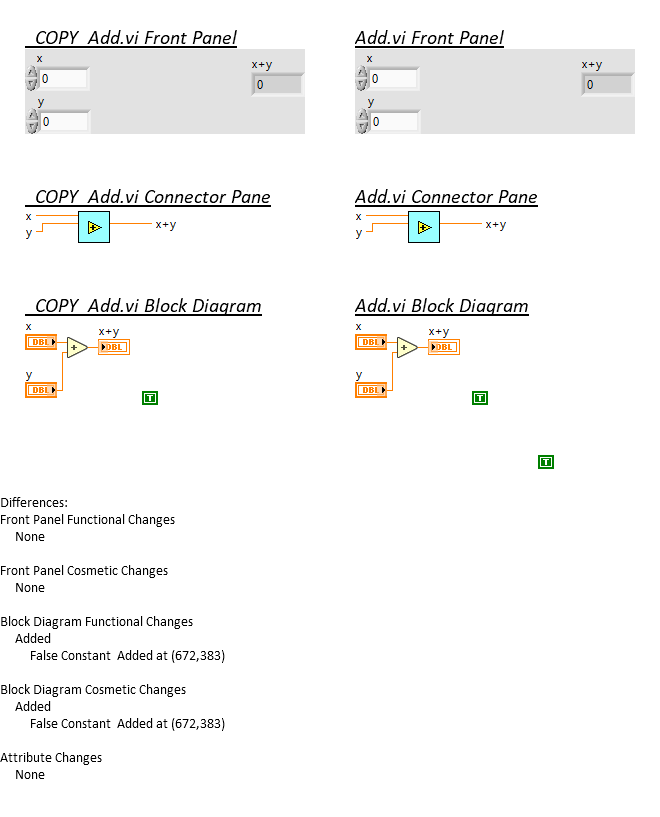 COPY Add.vi Front Panel
Add.vi Front Panel
x
0
x+y
0
y
0
x
0
x+y
0
y
0
COPY Add.vi Connector Pane
Add.vi Connector Pane
x
y
x+y
x
y
x+y
COPY Add.vi Block Diagram
Add.vi Block Diagram
x
DBL
x+y
DBL
y
DBL
T
x
DBL
x+y
DBL
y
DBL
T
T
Differences:
Front Panel Functional Changes
None
Front Panel Cosmetic Changes
None
Block Diagram Functional Changes
Added
False Constant  Added at (672,383)
Block Diagram Cosmetic Changes
Added
False Constant  Added at (672,383)
Attribute Changes
None